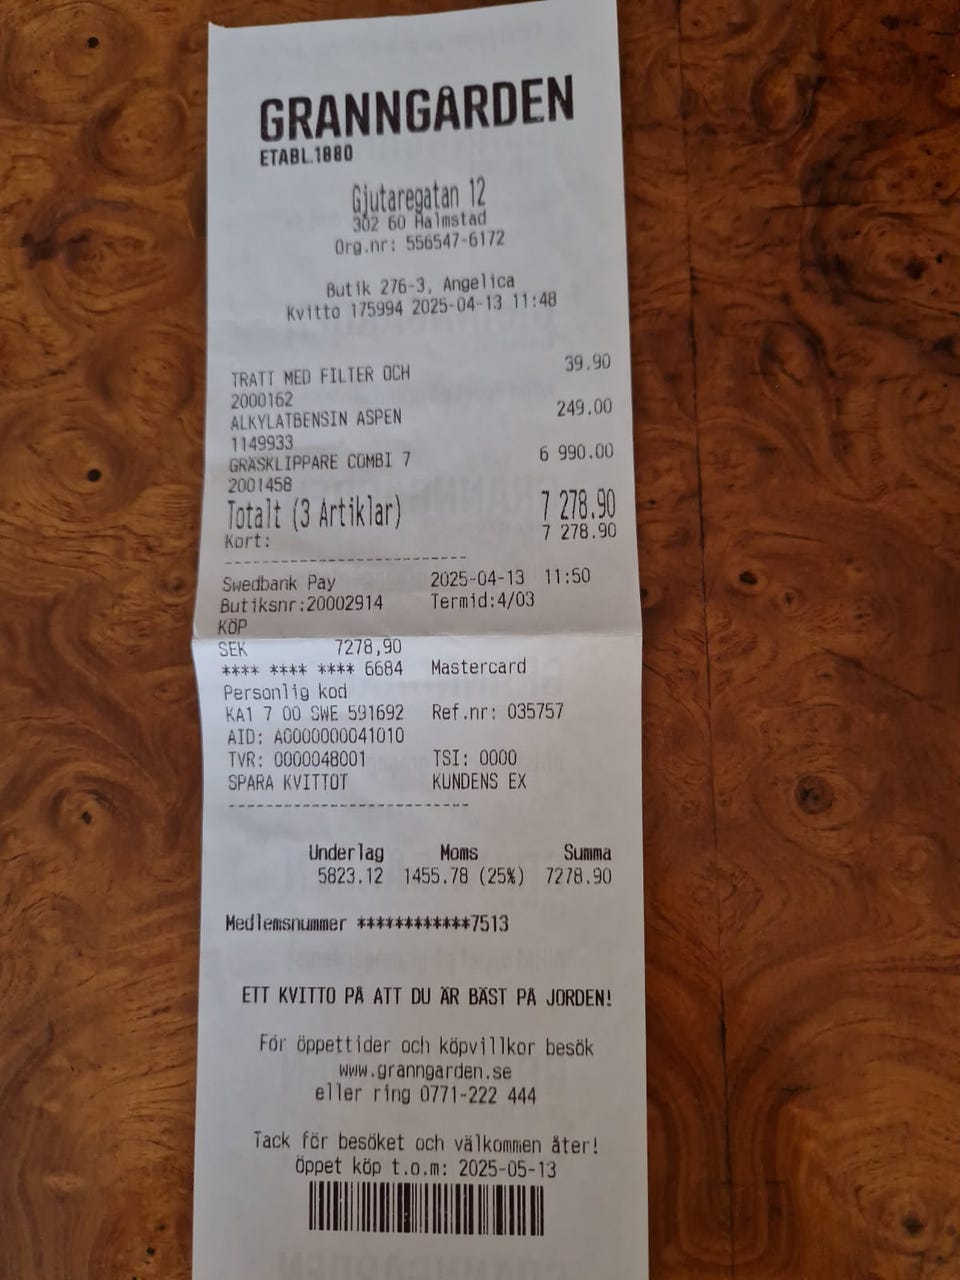 GRANNGÅRDEN
ETABL.1880
Gjutaregatan 12
302 60 Halmstad
Org.nr: 556547-6172
Butik 276-3, Angelica
Kvitto 175994 2025-04-13 11:48
TRATT MED FILTER OCH 39.90
2000162
ALKYLATBENSIN ASPEN 249.00
1149933
GRÄSKLIPPARE COMBI 7 6 990.00
2001458
Totalt (3 Artiklar) 7 278.90
Kort: 7 278.90
--------------------------
Swedbank Pay 2025-04-13 11:50
Butiksnr:20002914 Termid:4/03
KÖP
SEK 7278,90
**** **** **** 6684 Mastercard
Personlig kod
KA1 7 00 SWE 591692 Ref.nr: 035757
AID: A0000000041010
TVR: 0000048001 TSI: 0000
SPARA KVITTOT KUNDENS EX
--------------------------
Underlag Moms Summa
5823.12 1455.78 (25%) 7278.90
Medlemsnummer ************7513
ETT KVITTO PÅ ATT DU ÄR BÄST PÅ JORDEN!
För öppettider och köpvillkor besök
www.granngarden.se
eller ring 0771-222 444
Tack för besöket och välkommen åter!
Öppet köp t.o.m: 2025-05-13